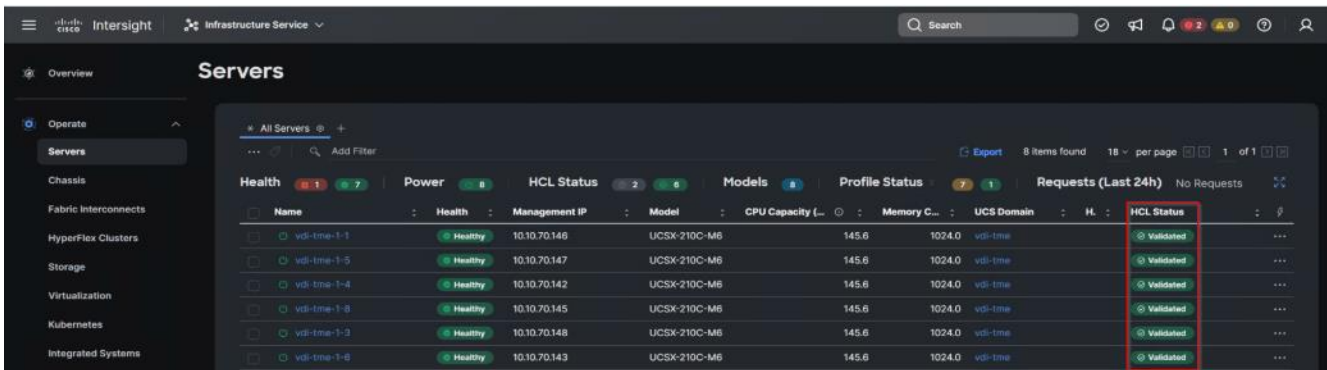 cisco Intersight Infrastructure Service Search 2 0
Overview
Servers
Operate
Servers
Chassis
Fabric Interconnects
HyperFlex Clusters
Storage
Virtualization
Kubernetes
Integrated Systems
* All Servers +
... Add Filter Export 8 items found 18 per page 1 of 1
Health 1 7 Power 8 HCL Status 2 6 Models 8 Profile Status 7 1 Requests (Last 24h) No Requests
Name Health Management IP Model CPU Capacity (... Memory C... UCS Domain H. HCL Status
vdi-tme-1-1 Healthy 10.10.70.146 UCSX-210C-M6 145.6 1024.0 vdi-tme Validated ...
vdi-tme-1-5 Healthy 10.10.70.147 UCSX-210C-M6 145.6 1024.0 vdi-tme Validated ...
vdi-tme-1-4 Healthy 10.10.70.142 UCSX-210C-M6 145.6 1024.0 vdi-tme Validated ...
vdi-tme-1-8 Healthy 10.10.70.145 UCSX-210C-M6 145.6 1024.0 vdi-tme Validated ...
vdi-tme-1-3 Healthy 10.10.70.148 UCSX-210C-M6 145.6 1024.0 vdi-tme Validated ...
vdi-tme-1-6 Healthy 10.10.70.143 UCSX-210C-M6 145.6 1024.0 vdi-tme Validated ...